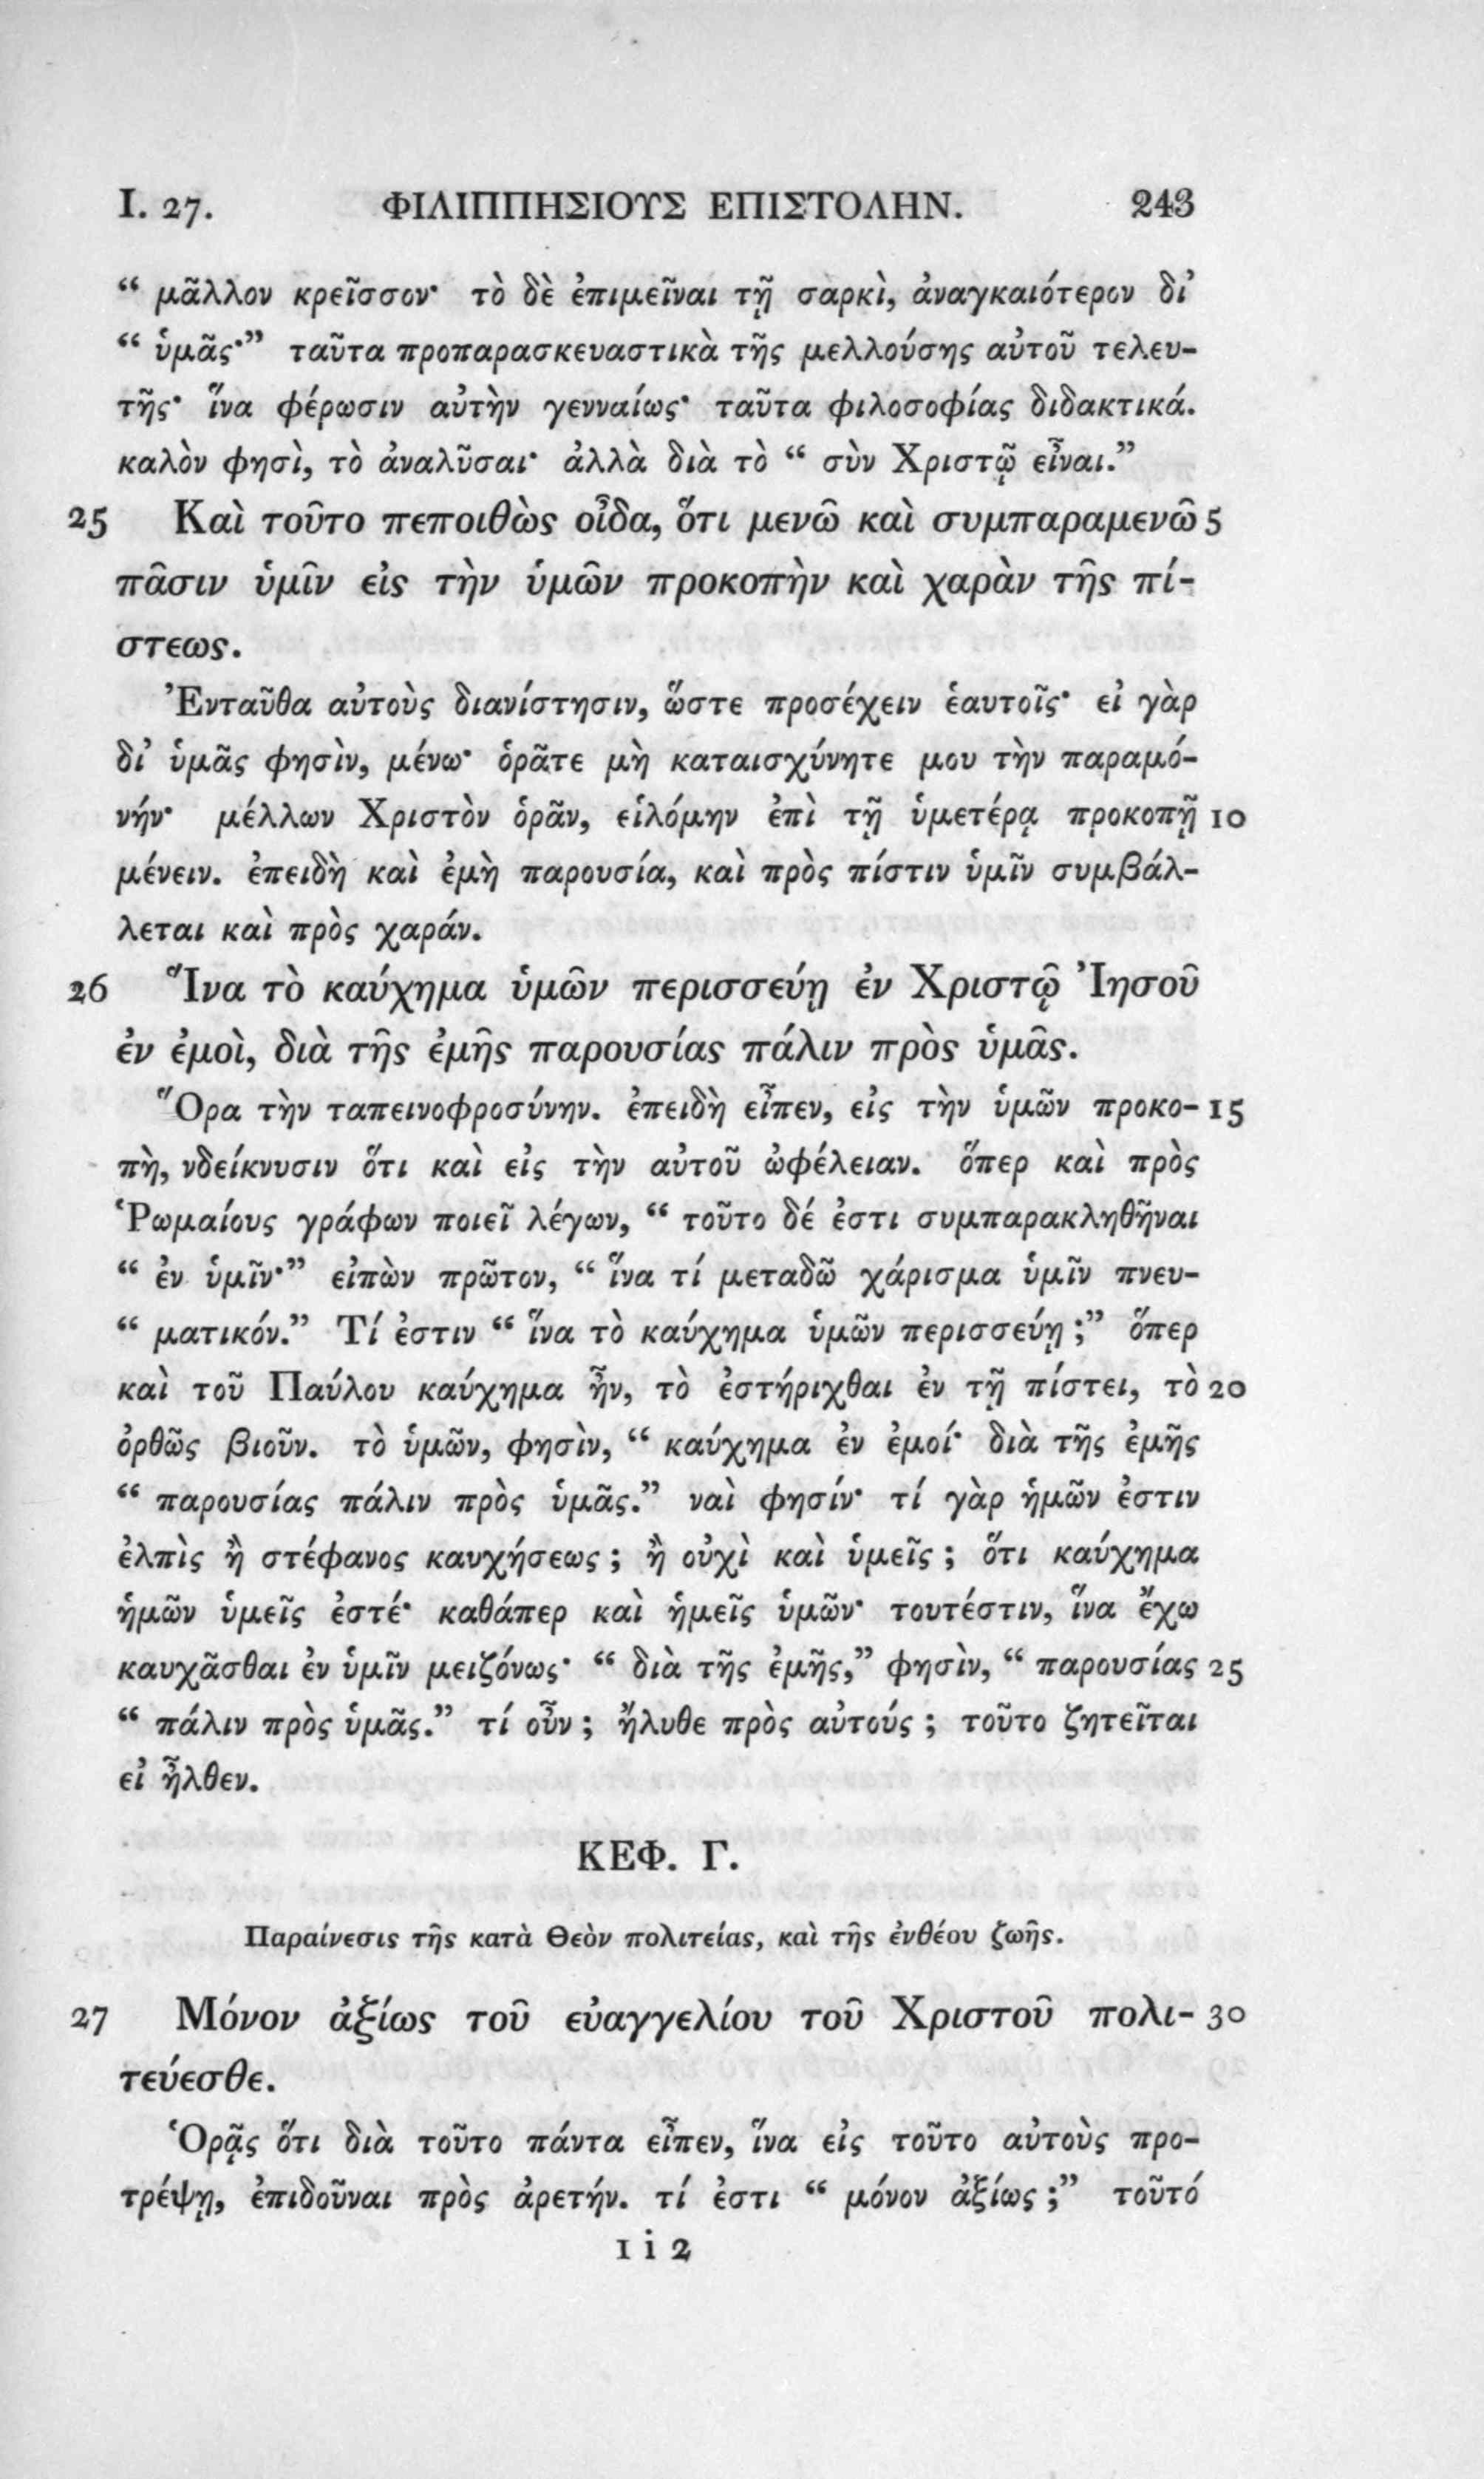 I. 27. ΦΙΛΙΠΠΗΣΙΟΥΣ ΕΠΙΣΤΟΛΗΝ. 243
“ μᾶλλον κρεῖσσον· τὸ δὲ ἐπιμεῖναι τῇ σαρκὶ, ἀναγκαιότερον δι’
“ ὑμᾶς·” ταῦτα προπαρασκευαστικὰ τῆς μελλούσης αὐτοῦ τελευ-
τῆς· ἵνα φέρωσιν αὐτὴν γενναίως· ταῦτα φιλοσοφίας διδακτικά.
καλὸν φησὶ, τὸ ἀναλῦσαι· ἀλλὰ διὰ τὸ “ σὺν Χριστῷ εἶναι.”
25 Καὶ τοῦτο πεποιθὼς οἶδα, ὅτι μενῶ καὶ συμπαραμενῶ 5
πᾶσιν ὑμῖν εἰς τὴν ὑμῶν προκοπὴν καὶ χαρὰν τῆς πί-
στεως.
Ἐνταῦθα αὐτοὺς διανίστησιν, ὥστε προσέχειν ἑαυτοῖς· εἰ γὰρ
δι’ ὑμᾶς φησὶν, μένω· ὁρᾶτε μὴ καταισχύνητε μου τὴν παραμό-
νήν· μέλλων Χριστὸν ὁρᾶν, εἱλόμην ἐπὶ τῇ ὑμετέρᾳ προκοπῇ 10
μένειν. ἐπειδὴ καὶ ἐμὴ παρουσία, καὶ πρὸς πίστιν ὑμῖν συμβάλ-
λεται καὶ πρὸς χαράν.
26 Ἵνα τὸ καύχημα ὑμῶν περισσεύῃ ἐν Χριστῷ Ἰησοῦ
ἐν ἐμοὶ, διὰ τῆς ἐμῆς παρουσίας πάλιν πρὸς ὑμᾶς.
Ὅρα τὴν ταπεινοφροσύνην. ἐπειδὴ εἶπεν, εἰς τὴν ὑμῶν προκο- 15
πὴ, νδείκνυσιν ὅτι καὶ εἰς τὴν αὐτοῦ ὠφέλειαν. ὅπερ καὶ πρὸς
Ῥωμαίους γράφων ποιεῖ λέγων, “ τοῦτο δέ ἐστι συμπαρακληθῆναι
“ ἐν ὑμῖν·” εἰπὼν πρῶτον, “ ἵνα τί μεταδῶ χάρισμα ὑμῖν πνευ-
“ ματικόν.” Τί ἐστιν “ ἵνα τὸ καύχημα ὑμῶν περισσεύῃ ;” ὅπερ
καὶ τοῦ Παύλου καύχημα ἦν, τὸ ἐστήριχθαι ἐν τῇ πίστει, τὸ 20
ὀρθῶς βιοῦν. τὸ ὑμῶν, φησὶν, “ καύχημα ἐν ἐμοί· διὰ τῆς ἐμῆς
“ παρουσίας πάλιν πρὸς ὑμᾶς.” ναὶ φησίν· τί γὰρ ἡμῶν ἐστιν
ἐλπὶς ἢ στέφανος καυχήσεως ; ἢ οὐχὶ καὶ ὑμεῖς ; ὅτι καύχημα
ἡμῶν ὑμεῖς ἐστέ· καθάπερ καὶ ἡμεῖς ὑμῶν· τουτέστιν, ἵνα ἔχω
καυχᾶσθαι ἐν ὑμῖν μειζόνως· “ διὰ τῆς ἐμῆς,” φησὶν, “ παρουσίας 25
“ πάλιν πρὸς ὑμᾶς.” τί οὖν ; ἤλυθε πρὸς αὐτούς ; τοῦτο ζητεῖται
εἰ ἦλθεν.
ΚΕΦ. Γ.
Παραίνεσις τῆς κατὰ Θεὸν πολιτείας, καὶ τῆς ἐνθέου ζωῆς.
27 Μόνον ἀξίως τοῦ εὐαγγελίου τοῦ Χριστοῦ πολι- 30
τεύεσθε.
Ὁρᾷς ὅτι διὰ τοῦτο πάντα εἶπεν, ἵνα εἰς τοῦτο αὐτοὺς προ-
τρέψῃ, ἐπιδοῦναι πρὸς ἀρετήν. τί ἐστι “ μόνον ἀξίως ;” τοῦτό
I i 2